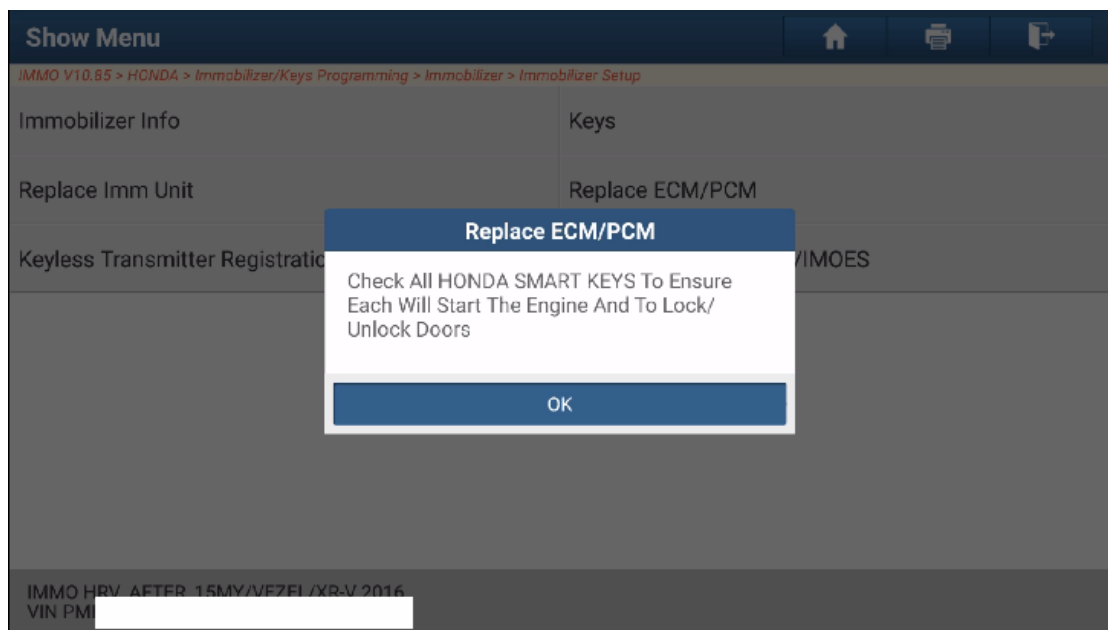 Show Menu
IMMO V10.85 > HONDA > Immobilizer/Keys Programming > Immobilizer > Immobilizer Setup
Immobilizer Info
Keys
Replace Imm Unit
Replace ECM/PCM
Replace ECM/PCM
Keyless Transmitter Registratio
/IMOES
Check All HONDA SMART KEYS To Ensure
Each Will Start The Engine And To Lock/
Unlock Doors
OK
IMMO HRV AFTER 15MY/VEZEL/XR-V 2016
VIN PM